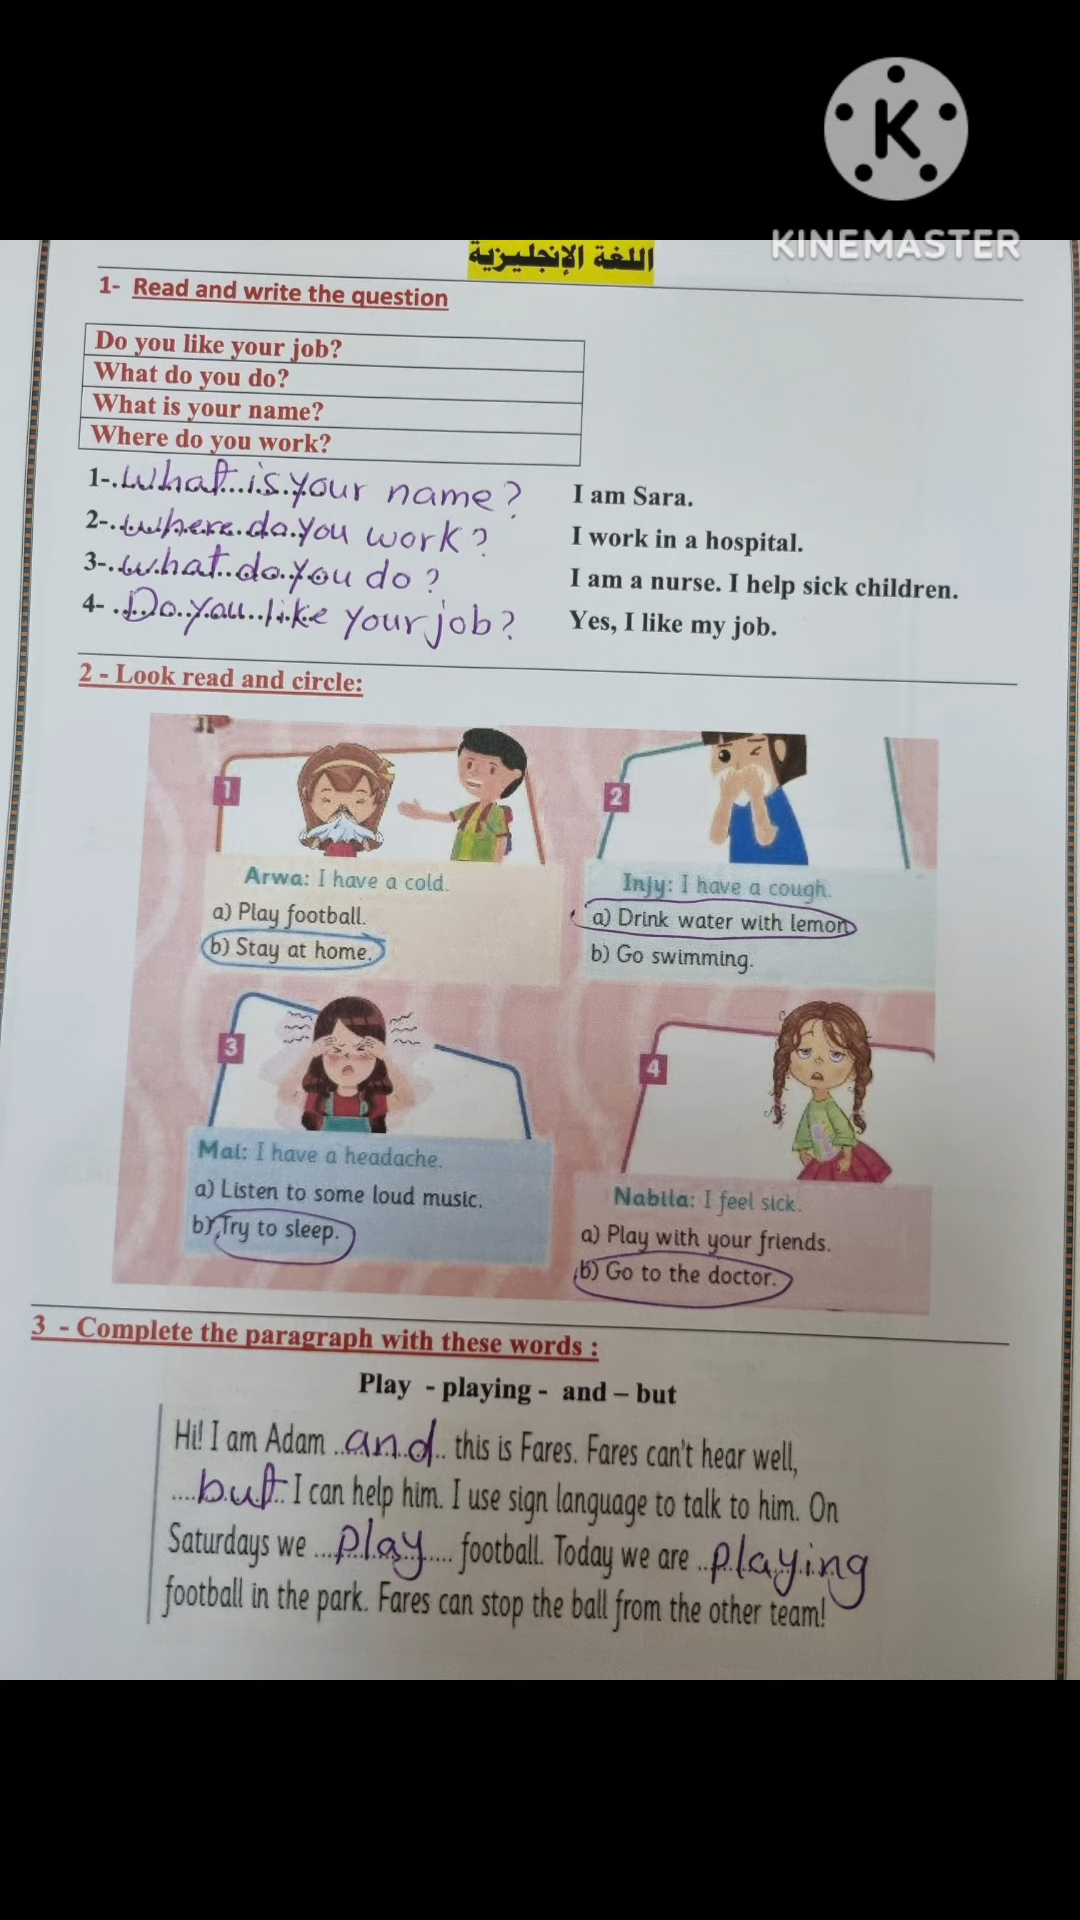 K
KINEMASTER
اللغة الإنجليزية
1- Read and write the question
Do you like your job?
What do you do?
What is your name?
Where do you work?
1-..What is your name? I am Sara.
2-..Where do you work? I work in a hospital.
3-..what do you do? I am a nurse. I help sick children.
4- ..Do you like your job? Yes, I like my job.
2 - Look read and circle:
1
Arwa: I have a cold.
a) Play football.
b) Stay at home.
2
Injy: I have a cough.
a) Drink water with lemon
b) Go swimming.
3
Mal: I have a headache.
a) Listen to some loud music.
b) Try to sleep.
4
Nabila: I feel sick.
a) Play with your friends.
b) Go to the doctor.
3 - Complete the paragraph with these words :
Play - playing - and – but
Hi! I am Adam ..and.. this is Fares. Fares can't hear well,
....but.. I can help him. I use sign language to talk to him. On
Saturdays we ...play.... football. Today we are ..playing
football in the park. Fares can stop the ball from the other team!